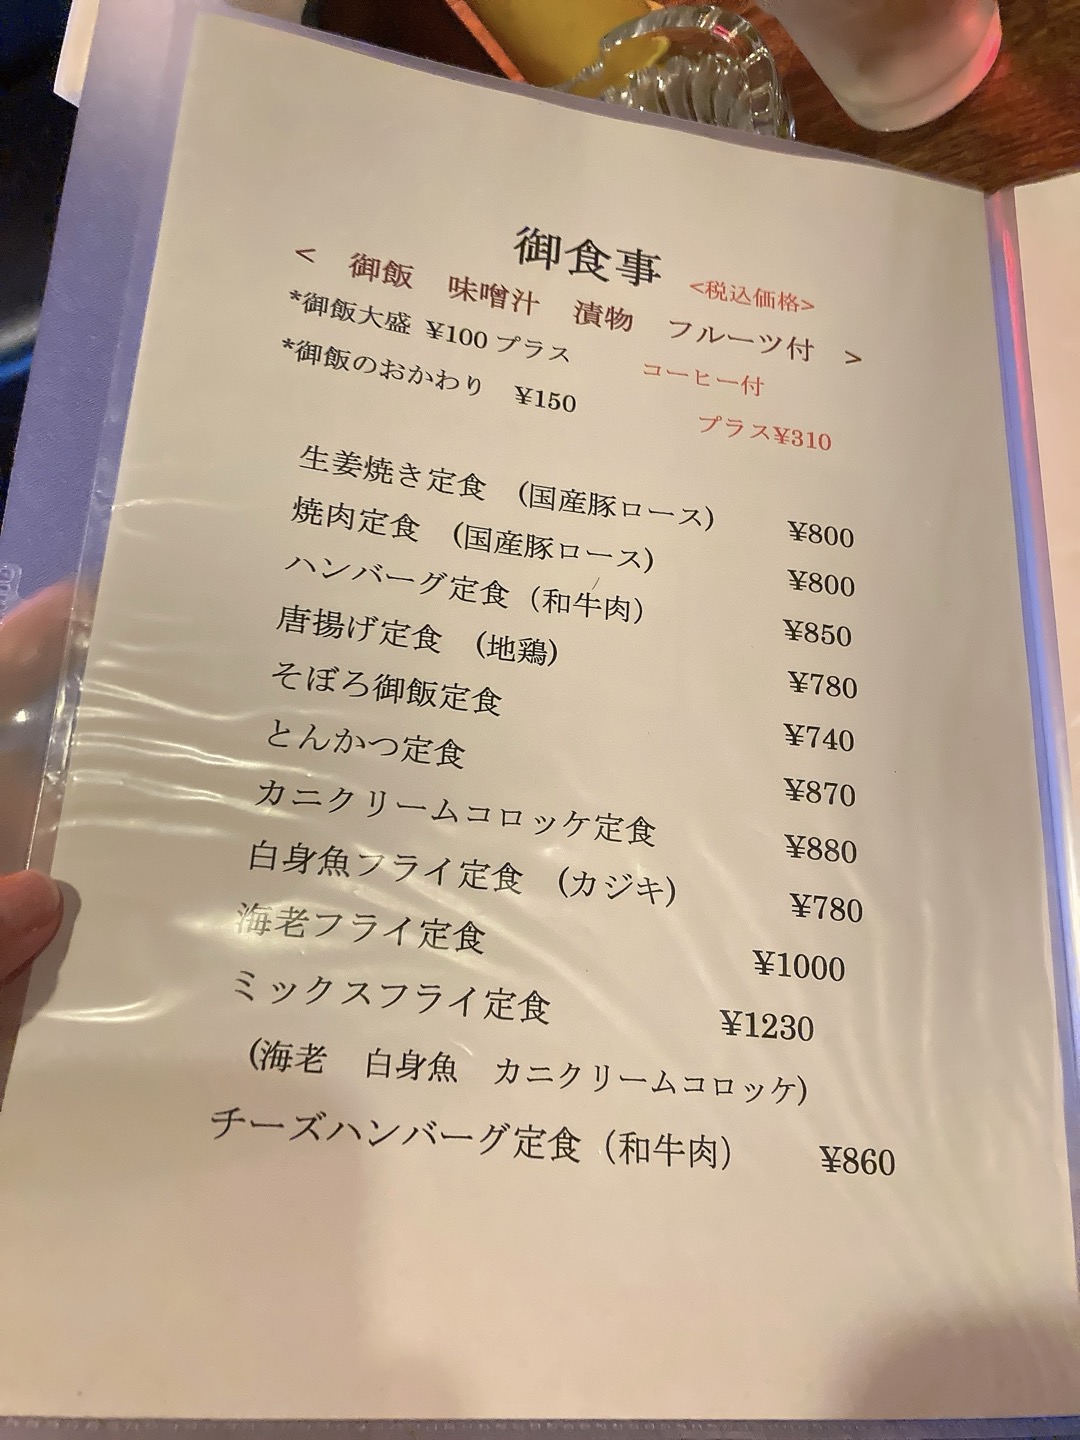 御食事 <税込価格>
< 御飯 味噌汁 漬物 フルーツ付 >
*御飯大盛 ¥100 プラス コーヒー付
*御飯のおかわり ¥150 プラス¥310
生姜焼き定食 (国産豚ロース) ¥800
焼肉定食 (国産豚ロース) ¥800
ハンバーグ定食（和牛肉） ¥850
唐揚げ定食 (地鶏) ¥780
そぼろ御飯定食 ¥740
とんかつ定食 ¥870
カニクリームコロッケ定食 ¥880
白身魚フライ定食 (カジキ) ¥780
海老フライ定食 ¥1000
ミックスフライ定食 ¥1230
(海老 白身魚 カニクリームコロッケ)
チーズハンバーグ定食（和牛肉） ¥860